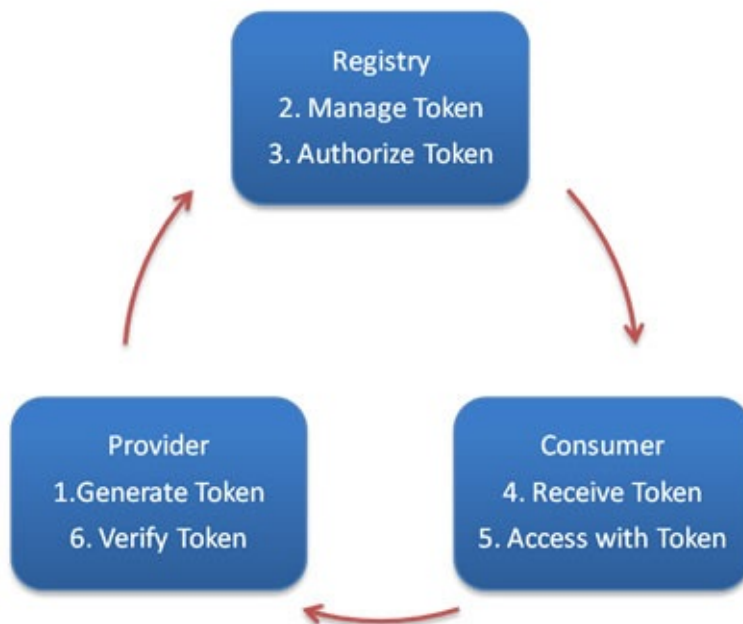 Registry
2. Manage Token
3. Authorize Token
Provider
1.Generate Token
6. Verify Token
Consumer
4. Receive Token
5. Access with Token